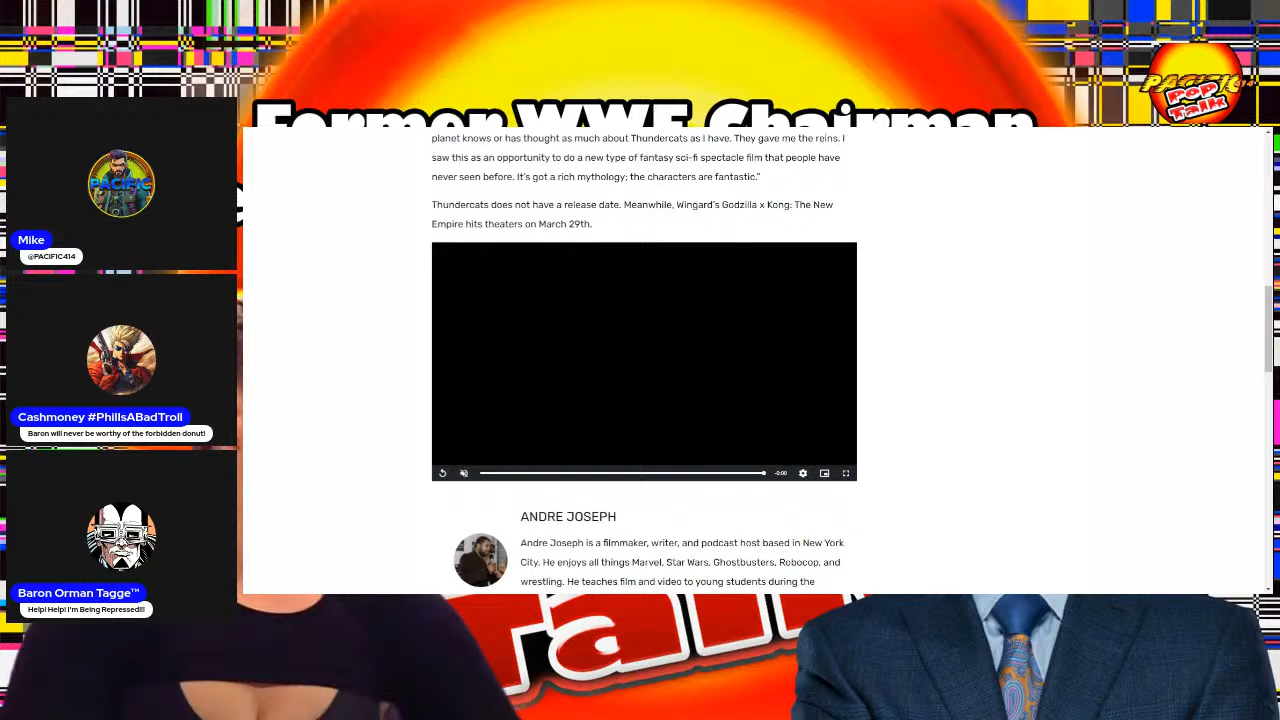 Former WWE Chairman
PACIFIC414
Pop
Talk
planet knows or has thought as much about Thundercats as I have. They gave me the reins. I
saw this as an opportunity to do a new type of fantasy sci-fi spectacle film that people have
never seen before. It's got a rich mythology; the characters are fantastic."
Thundercats does not have a release date. Meanwhile, Wingard's Godzilla x Kong: The New
Empire hits theaters on March 29th.
-0:00
ANDRE JOSEPH
Andre Joseph is a filmmaker, writer, and podcast host based in New York
City. He enjoys all things Marvel, Star Wars, Ghostbusters, Robocop, and
wrestling. He teaches film and video to young students during the
PACIFIC
Mike
@PACIFIC414
Cashmoney #PhilIsABadTroll
Baron will never be worthy of the forbidden donut!
Baron Orman Tagge™
Help! Help! I'm Being Repressed!!!
Talk